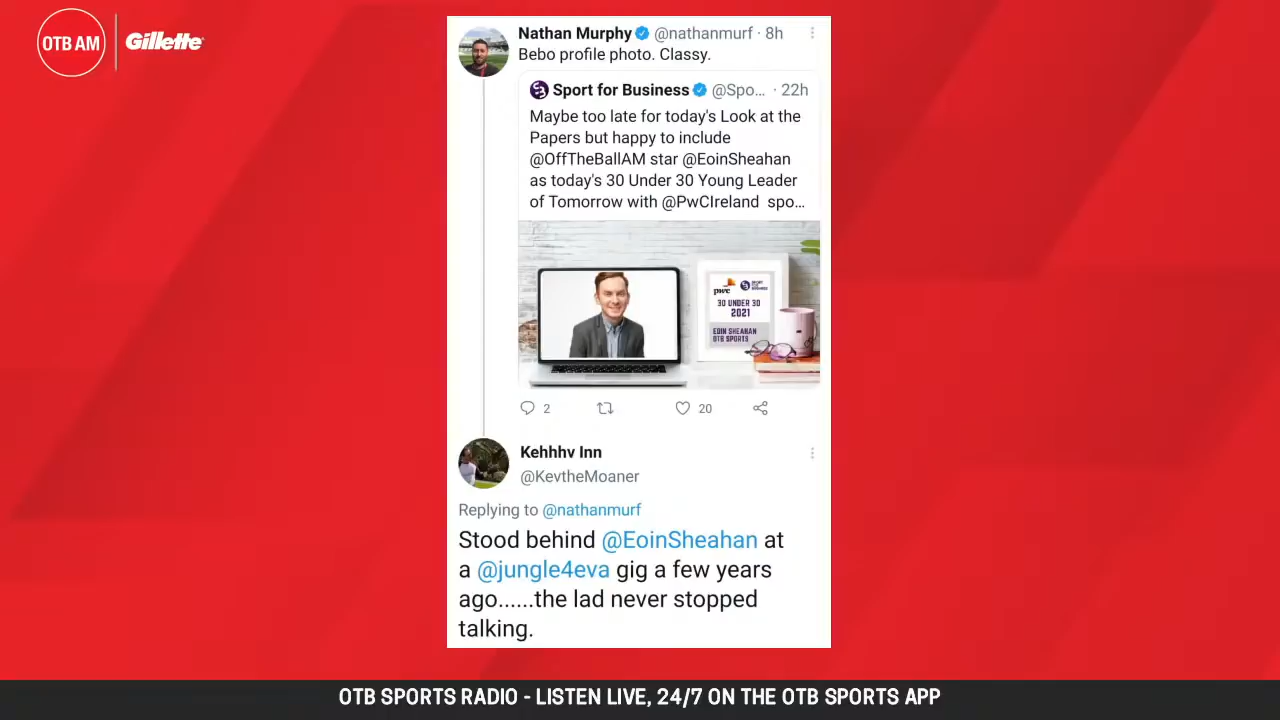 OTB AM
Gillette
Nathan Murphy @nathanmurf · 8h
Bebo profile photo. Classy.
Sport for Business @Spo... · 22h
Maybe too late for today's Look at the
Papers but happy to include
@OffTheBallAM star @EoinSheahan
as today's 30 Under 30 Young Leader
of Tomorrow with @PwCIreland spo...
pwc
SPORT
FOR
BUSINESS
30 UNDER 30
2021
EOIN SHEAHAN
OTB SPORTS
2
20
Kehhhv Inn
@KevtheMoaner
Replying to @nathanmurf
Stood behind @EoinSheahan at
a @jungle4eva gig a few years
ago......the lad never stopped
talking.
OTB SPORTS RADIO - LISTEN LIVE, 24/7 ON THE OTB SPORTS APP